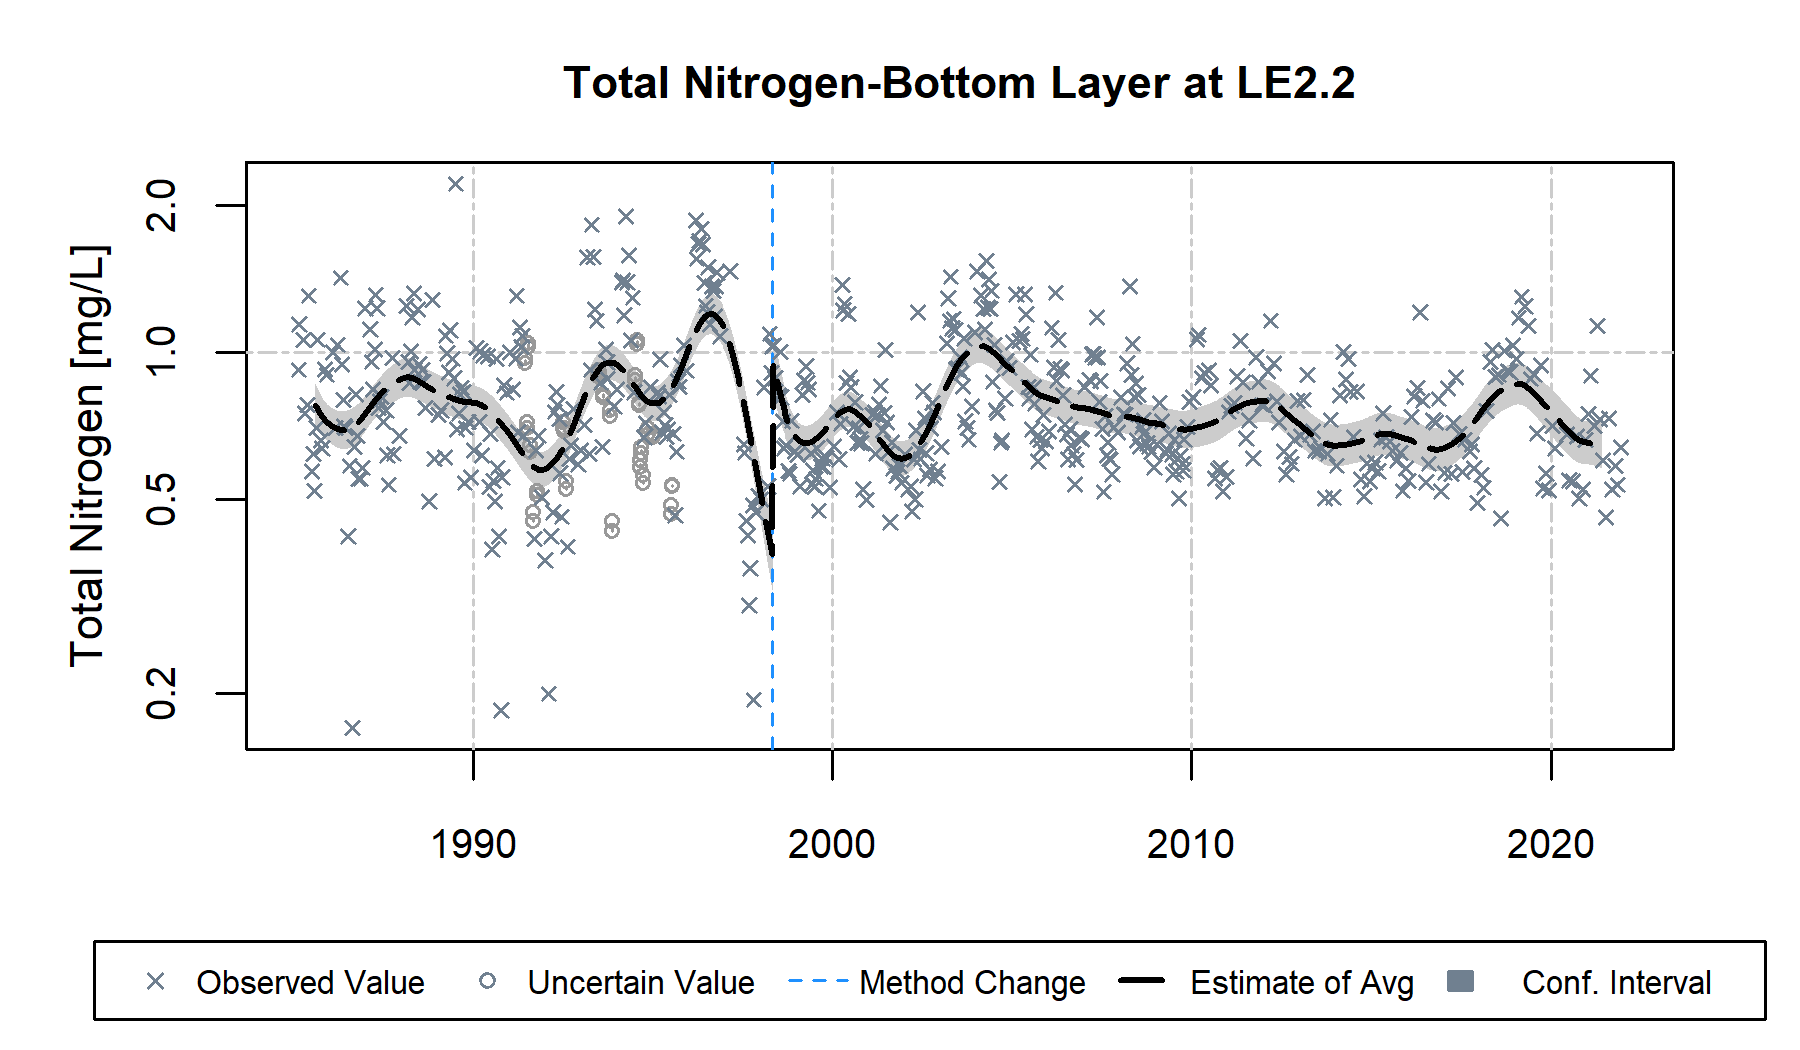 Total Nitrogen-Bottom Layer at LE2.2
Total Nitrogen [mg/L]
2.0
1.0
0.5
0.2
1990 2000 2010 2020
Observed Value Uncertain Value Method Change Estimate of Avg Conf. Interval